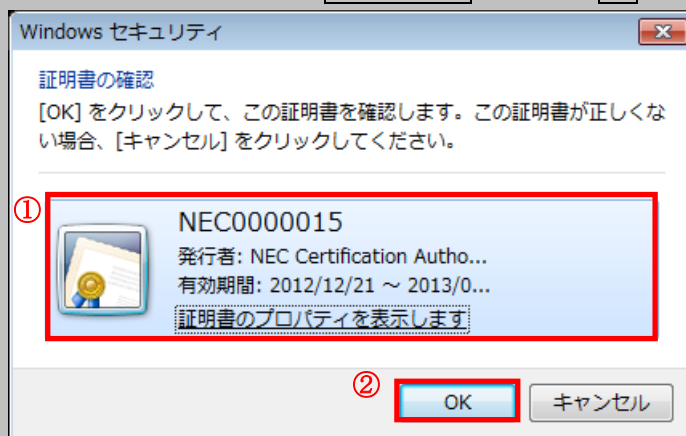 Windows セキュリティ
証明書の確認
[OK] をクリックして、この証明書を確認します。この証明書が正しくな
い場合、[キャンセル] をクリックしてください。
①
NEC0000015
発行者: NEC Certification Autho...
有効期間: 2012/12/21 ～ 2013/0...
証明書のプロパティを表示します
②
OK
キャンセル